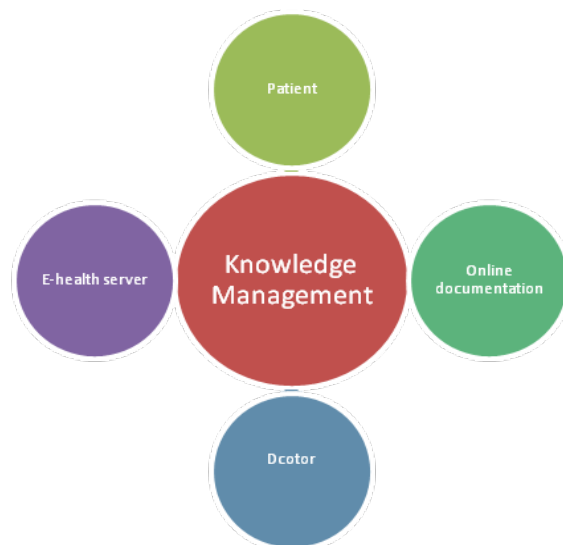 Patient
E-health server
Knowledge
Management
Online
documentation
Dcotor